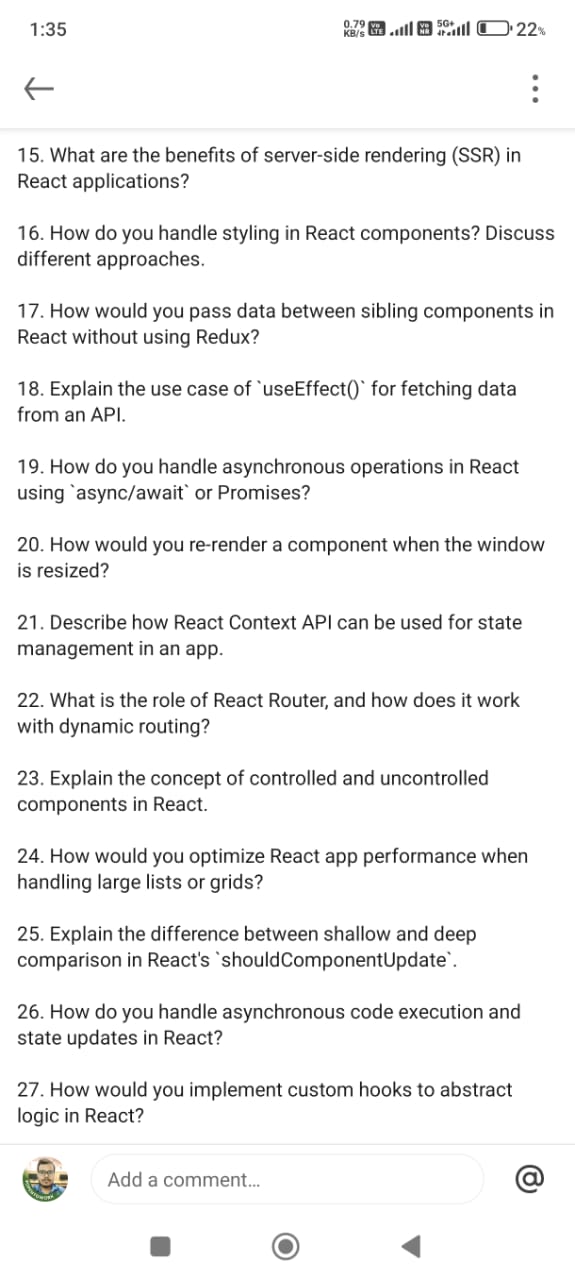 1:35
0.79 KB/s Vo LTE Vo NR 5G+ 22%
15. What are the benefits of server-side rendering (SSR) in
React applications?
16. How do you handle styling in React components? Discuss
different approaches.
17. How would you pass data between sibling components in
React without using Redux?
18. Explain the use case of `useEffect()` for fetching data
from an API.
19. How do you handle asynchronous operations in React
using `async/await` or Promises?
20. How would you re-render a component when the window
is resized?
21. Describe how React Context API can be used for state
management in an app.
22. What is the role of React Router, and how does it work
with dynamic routing?
23. Explain the concept of controlled and uncontrolled
components in React.
24. How would you optimize React app performance when
handling large lists or grids?
25. Explain the difference between shallow and deep
comparison in React's `shouldComponentUpdate`.
26. How do you handle asynchronous code execution and
state updates in React?
27. How would you implement custom hooks to abstract
logic in React?
Add a comment...
@